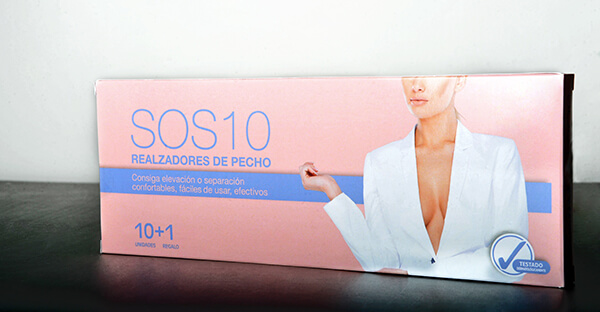 SOS10
REALZADORES DE PECHO
Consiga elevación o separación
confortables, fáciles de usar, efectivos
10+1
UNIDADES REGALO
TESTADO